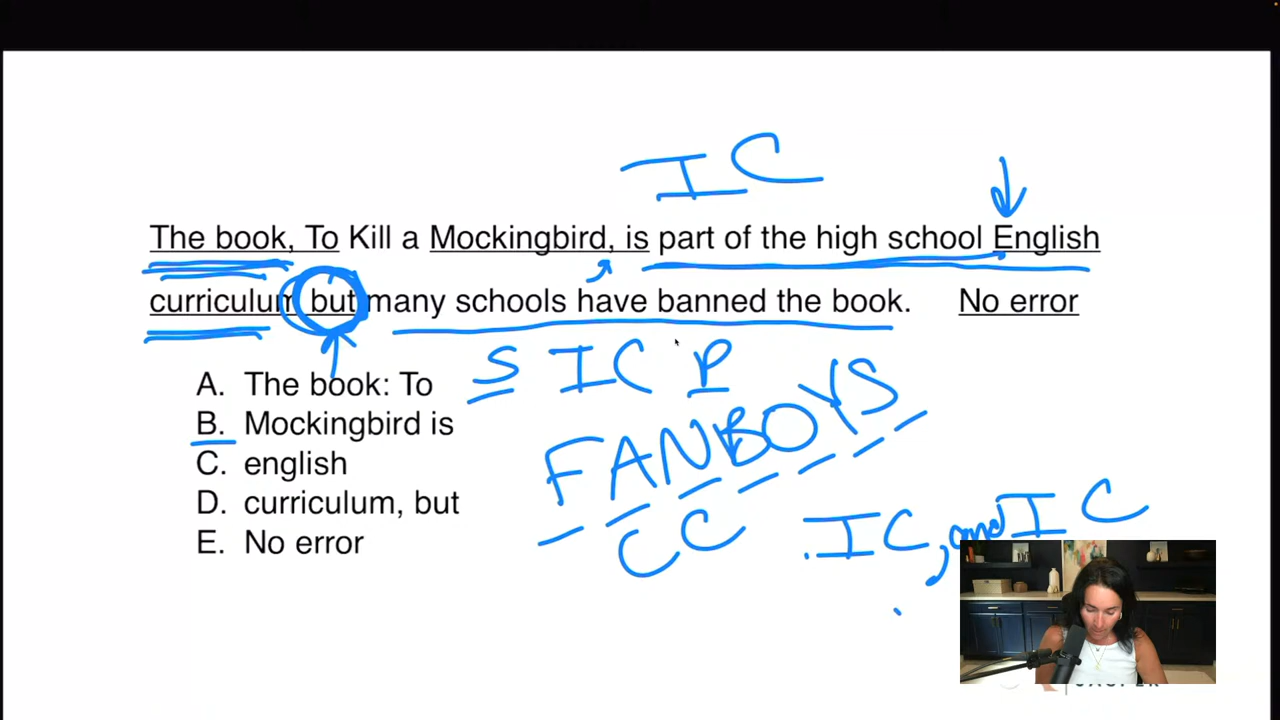 IC
The book, To Kill a Mockingbird, is part of the high school English
curriculum but many schools have banned the book. No error
S IC P
A. The book: To
B. Mockingbird is
C. english
D. curriculum, but
E. No error
FANBOYS
CC
IC, and IC